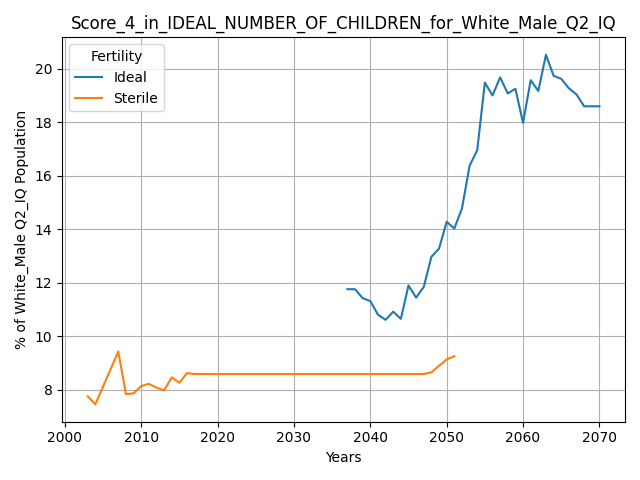 Score_4_in_IDEAL_NUMBER_OF_CHILDREN_for_White_Male_Q2_IQ
Fertility
Ideal
Sterile
% of White_Male Q2_IQ Population
20
18
16
14
12
10
8
2000 2010 2020 2030 2040 2050 2060 2070
Years